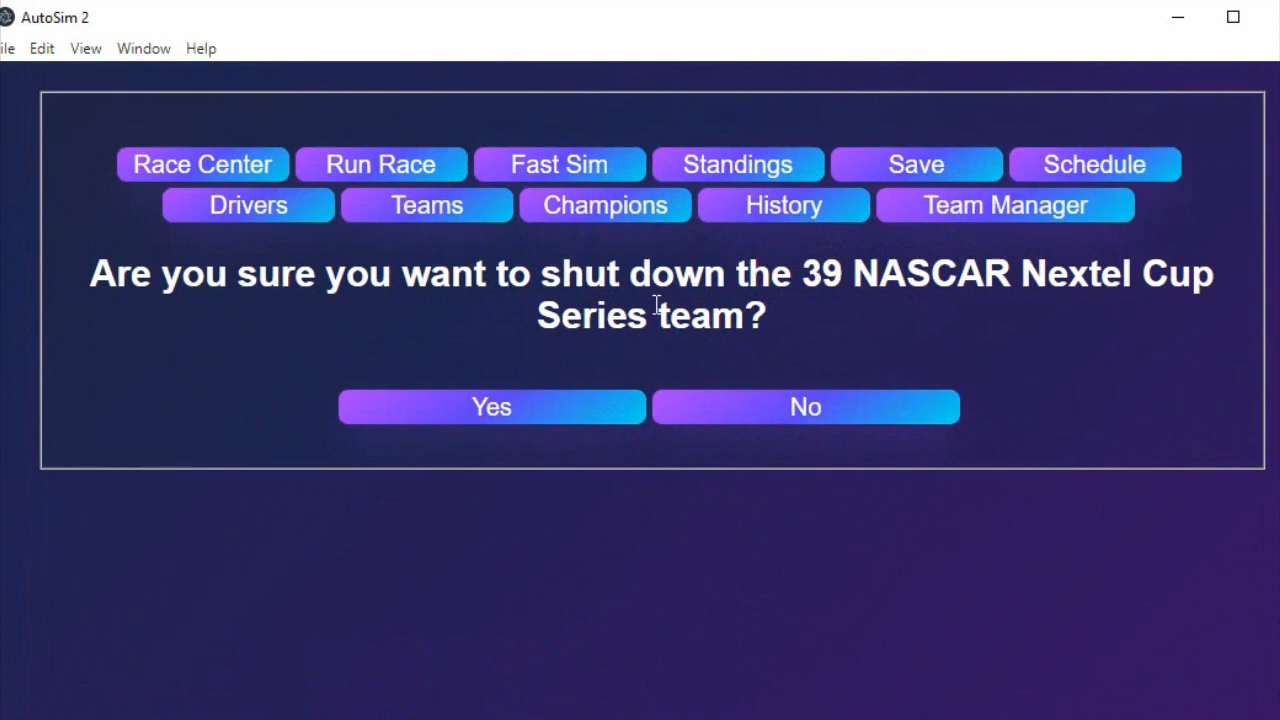 AutoSim 2
ile Edit View Window Help
Race Center Run Race Fast Sim Standings Save Schedule
Drivers Teams Champions History Team Manager
Are you sure you want to shut down the 39 NASCAR Nextel Cup
Series team?
Yes No